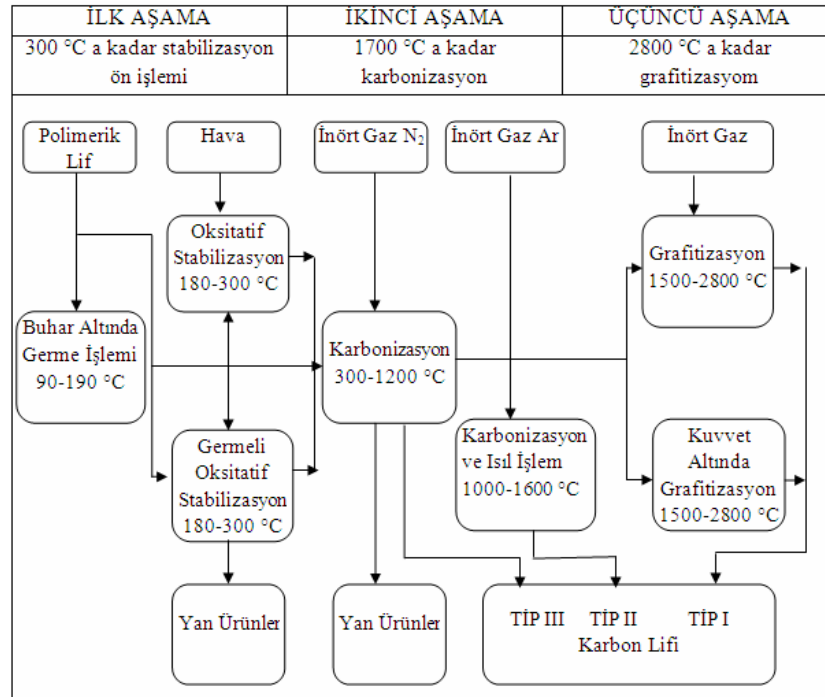 İLK AŞAMA
İKİNCİ AŞAMA
ÜÇÜNCÜ AŞAMA
300 °C a kadar stabilizasyon
ön işlemi
1700 °C a kadar
karbonizasyon
2800 °C a kadar
grafitizasyom
Polimerik
Lif
Hava
İnört Gaz N₂
İnört Gaz Ar
İnört Gaz
Oksitatif
Stabilizasyon
180-300 °C
Grafitizasyon
1500-2800 °C
Buhar Altında
Germe İşlemi
90-190 °C
Karbonizasyon
300-1200 °C
Germeli
Oksitatif
Stabilizasyon
180-300 °C
Karbonizasyon
ve Isıl İşlem
1000-1600 °C
Kuvvet
Altında
Grafitizasyon
1500-2800 °C
Yan Ürünler
Yan Ürünler
TİP III TİP II TİP I
Karbon Lifi